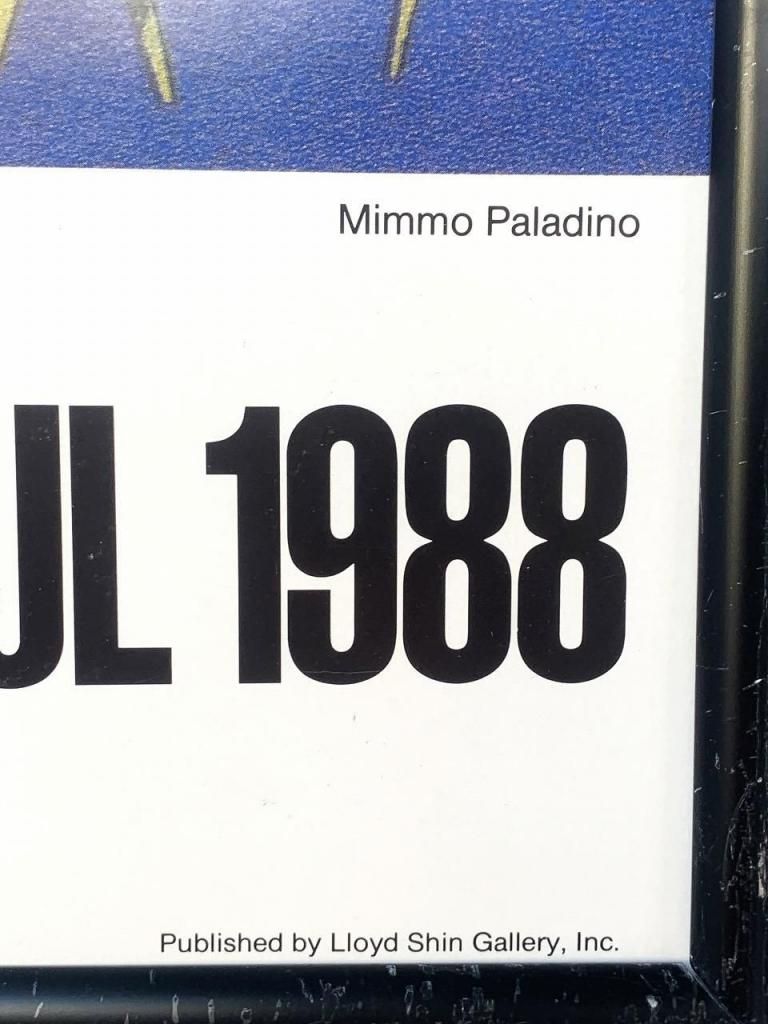 Mimmo Paladino
UL 1988
Published by Lloyd Shin Gallery, Inc.